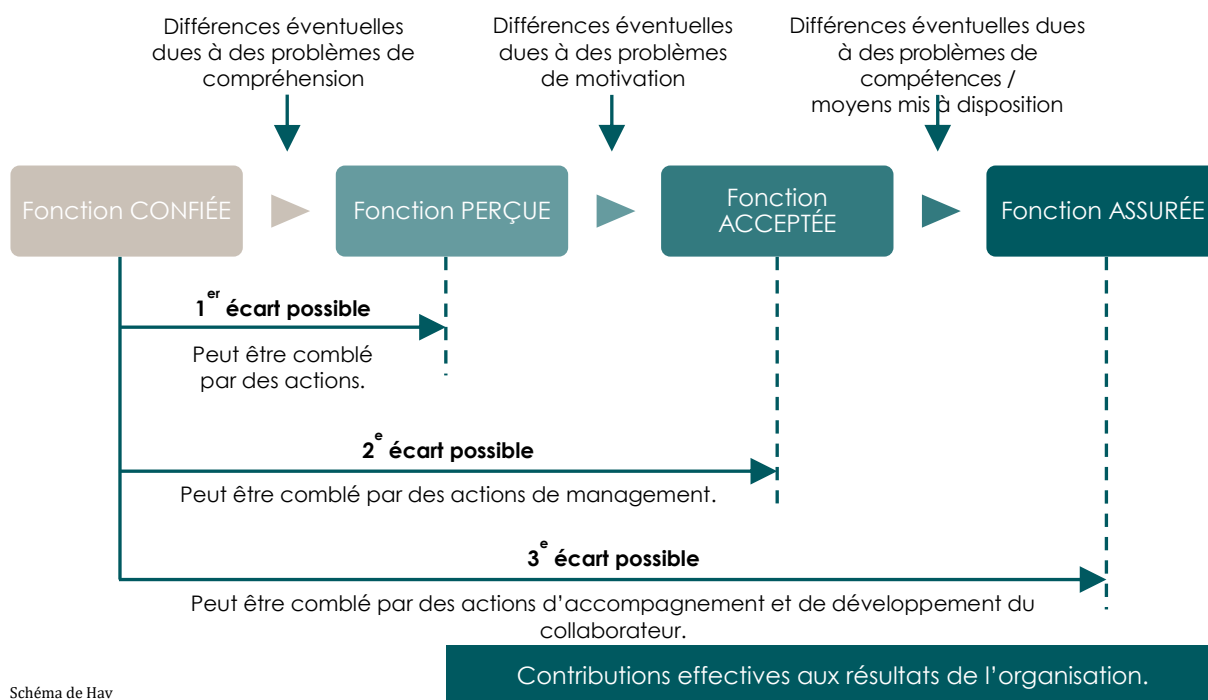 Différences éventuelles
dues à des problèmes de
compréhension
Différences éventuelles
dues à des problèmes
de motivation
Différences éventuelles dues
à des problèmes de
compétences /
moyens mis à disposition
Fonction CONFIÉE
Fonction PERÇUE
Fonction
ACCEPTÉE
Fonction ASSURÉE
1er écart possible
Peut être comblé
par des actions.
2e écart possible
Peut être comblé par des actions de management.
3e écart possible
Peut être comblé par des actions d’accompagnement et de développement du
collaborateur.
Contributions effectives aux résultats de l’organisation.
Schéma de Hay